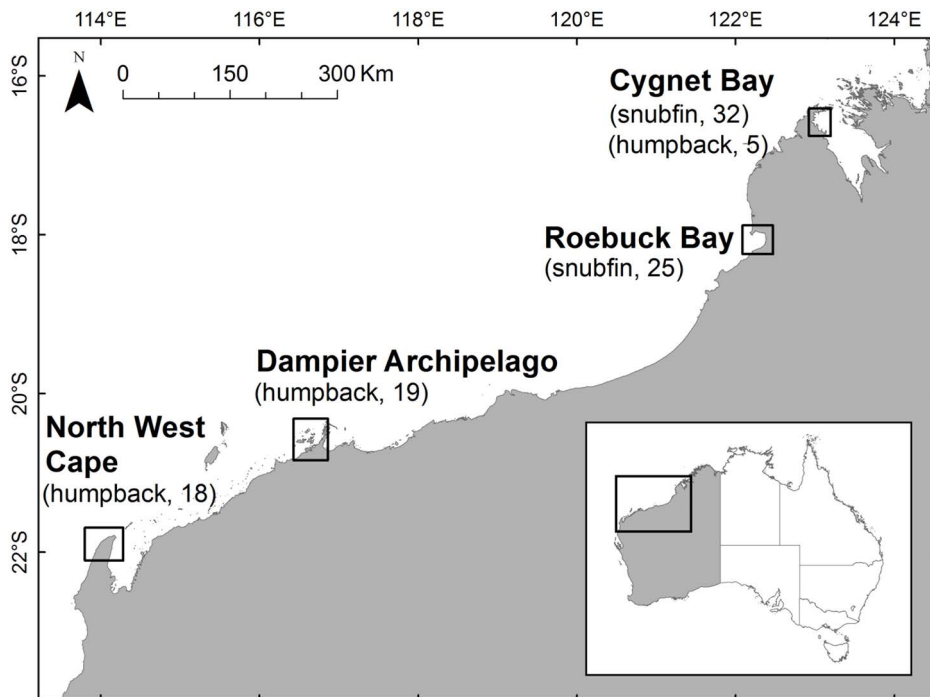 114°E 116°E 118°E 120°E 122°E 124°E
N
0 150 300 Km
16°S
Cygnet Bay
(snubfin, 32)
(humpback, 5)
18°S
Roebuck Bay
(snubfin, 25)
Dampier Archipelago
(humpback, 19)
20°S
North West
Cape
(humpback, 18)
22°S